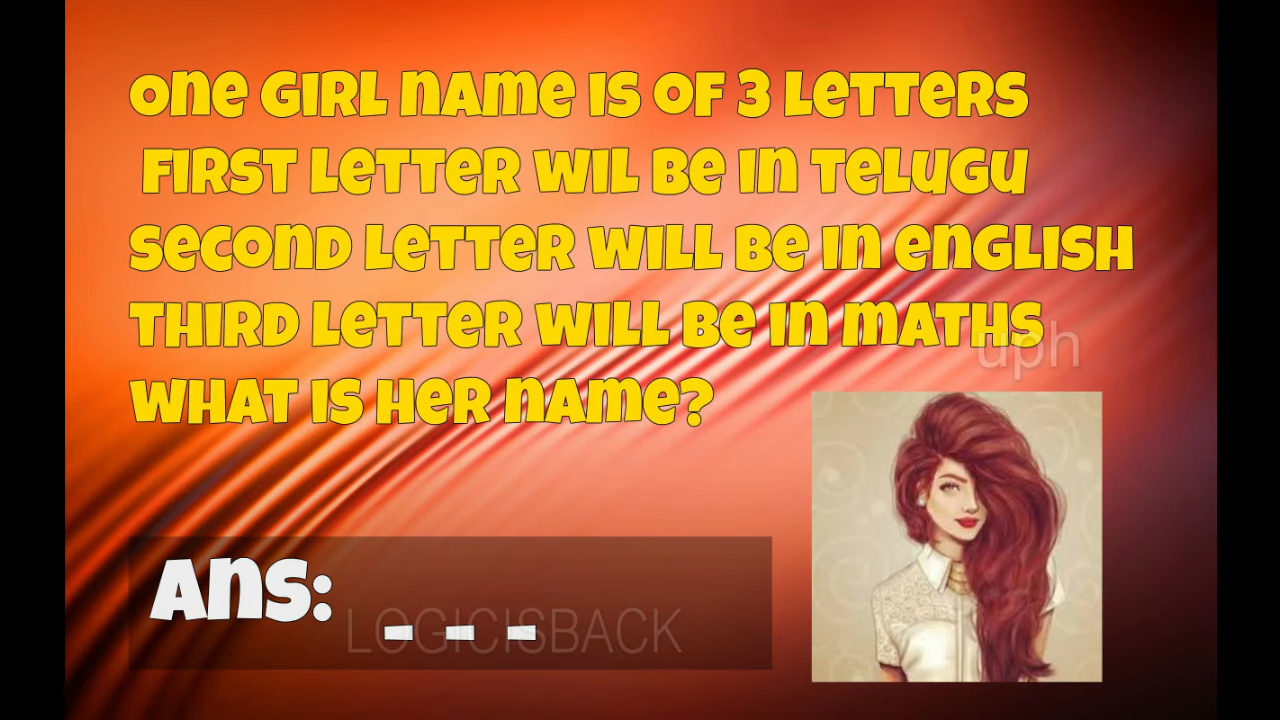 One girl name is of 3 letters
First letter wil be in telugu
Second letter will be in english
Third letter will be in maths
What is her name?
uph
Ans: _ _ _
LOGICISBACK